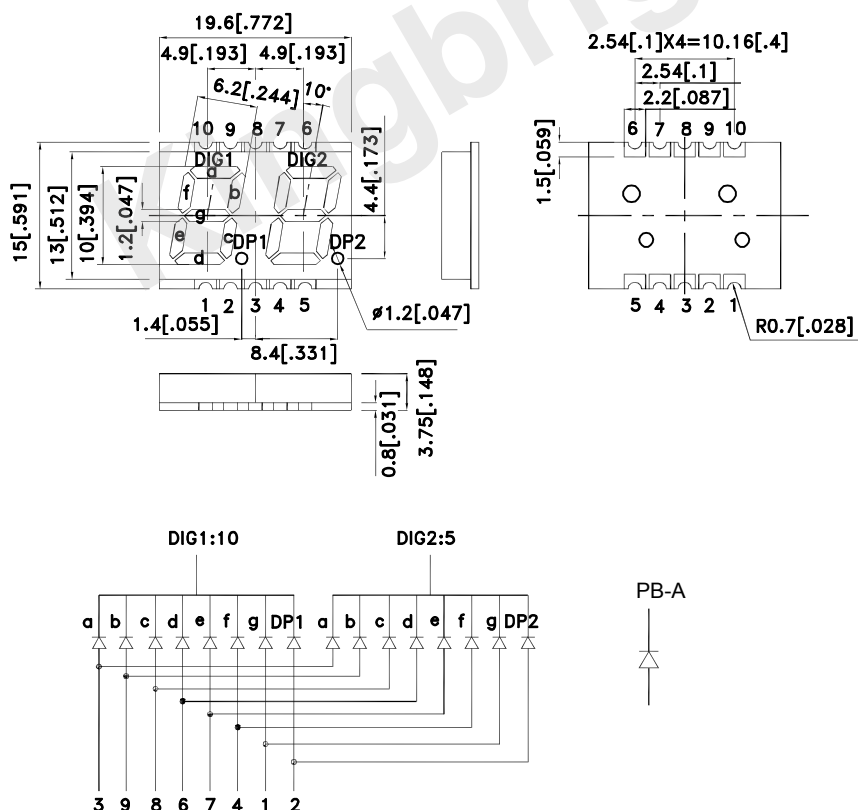 Kingbright
19.6[.772]
4.9[.193] 4.9[.193]
6.2[.244] 10°
10 9 8 7 6
DIG1 DIG2
a
f b
g
e c
d
DP1 DP2
15[.591]
13[.512]
10[.394]
1.2[.047]
4.4[.173]
1 2 3 4 5
1.4[.055]
ø1.2[.047]
8.4[.331]
2.54[.1]X4=10.16[.4]
2.54[.1]
2.2[.087]
6 7 8 9 10
1.5[.059]
5 4 3 2 1
R0.7[.028]
0.8[.031]
3.75[.148]
DIG1:10 DIG2:5
a b c d e f g DP1 a b c d e f g DP2
3 9 8 6 7 4 1 2
PB-A